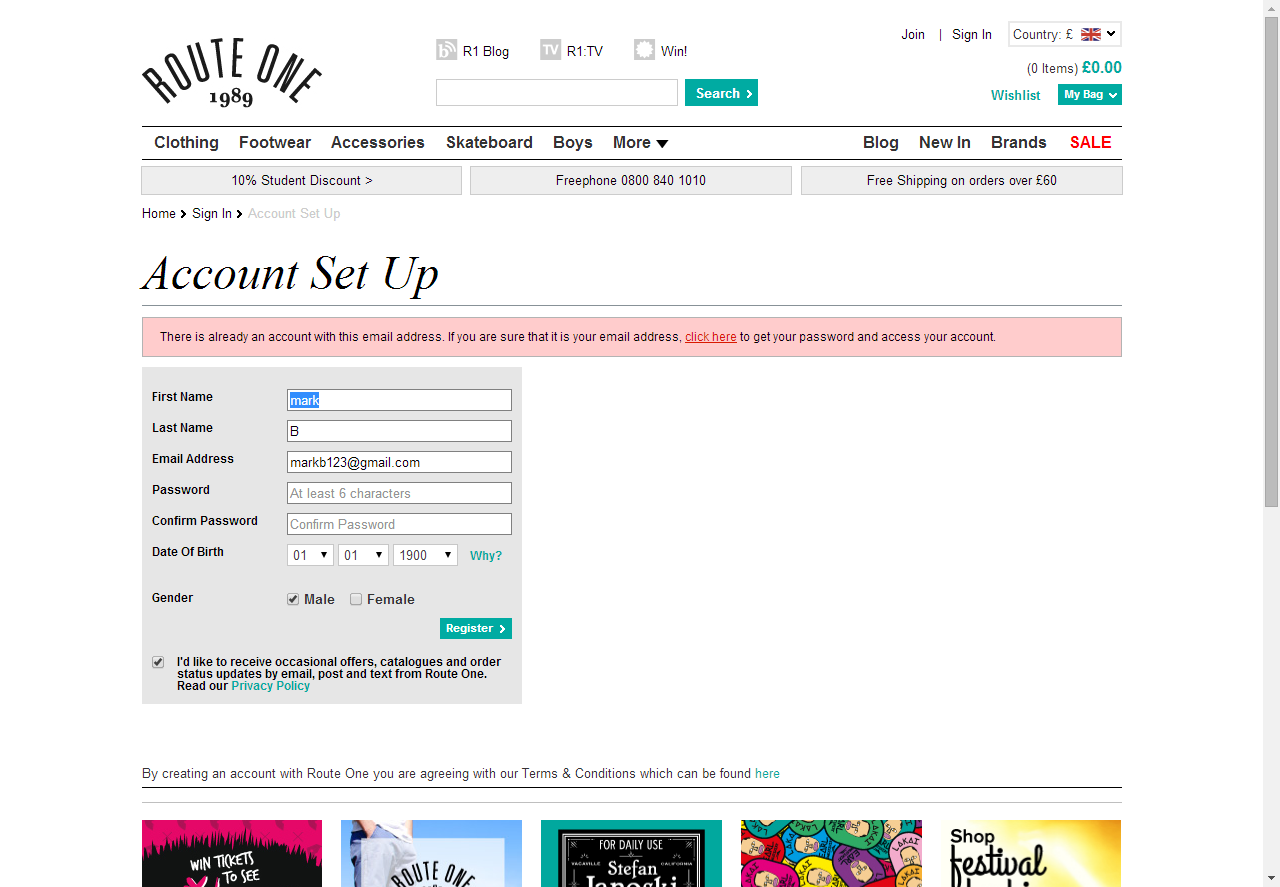 Join | Sign In Country: £
ROUTE ONE
1989
R1 Blog TV R1:TV Win!
(0 Items) £0.00
Search
Wishlist My Bag
Clothing Footwear Accessories Skateboard Boys More Blog New In Brands SALE
10% Student Discount > Freephone 0800 840 1010 Free Shipping on orders over £60
Home Sign In Account Set Up
Account Set Up
There is already an account with this email address. If you are sure that it is your email address, click here to get your password and access your account.
First Name mark
Last Name B
Email Address markb123@gmail.com
Password At least 6 characters
Confirm Password Confirm Password
Date Of Birth 01 01 1900 Why?
Gender Male Female
Register
I'd like to receive occasional offers, catalogues and order
status updates by email, post and text from Route One.
Read our Privacy Policy
By creating an account with Route One you are agreeing with our Terms & Conditions which can be found here
WIN TICKETS
TO SEE
ROUTE ONE
FOR DAILY USE
VACAVILLE CALIFORNIA
Stefan
Janoski
LAKAI
Shop
festival